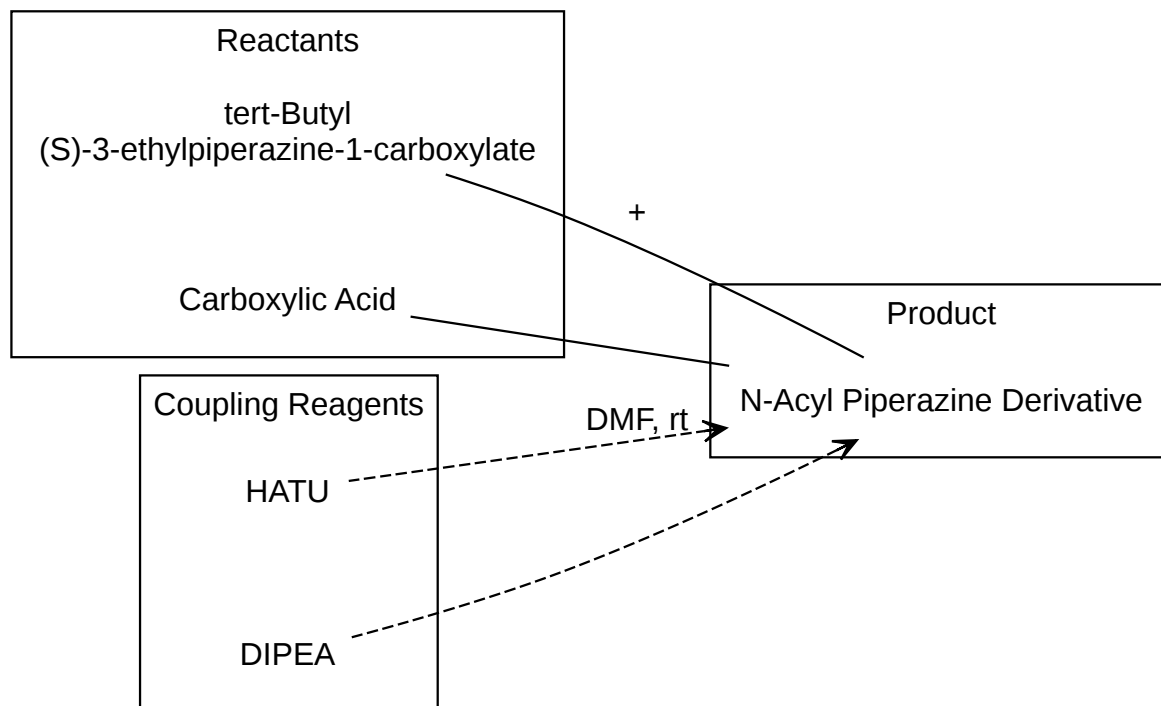 Reactants
tert-Butyl
(S)-3-ethylpiperazine-1-carboxylate
+
Carboxylic Acid
Product
N-Acyl Piperazine Derivative
Coupling Reagents
DMF, rt
HATU
DIPEA